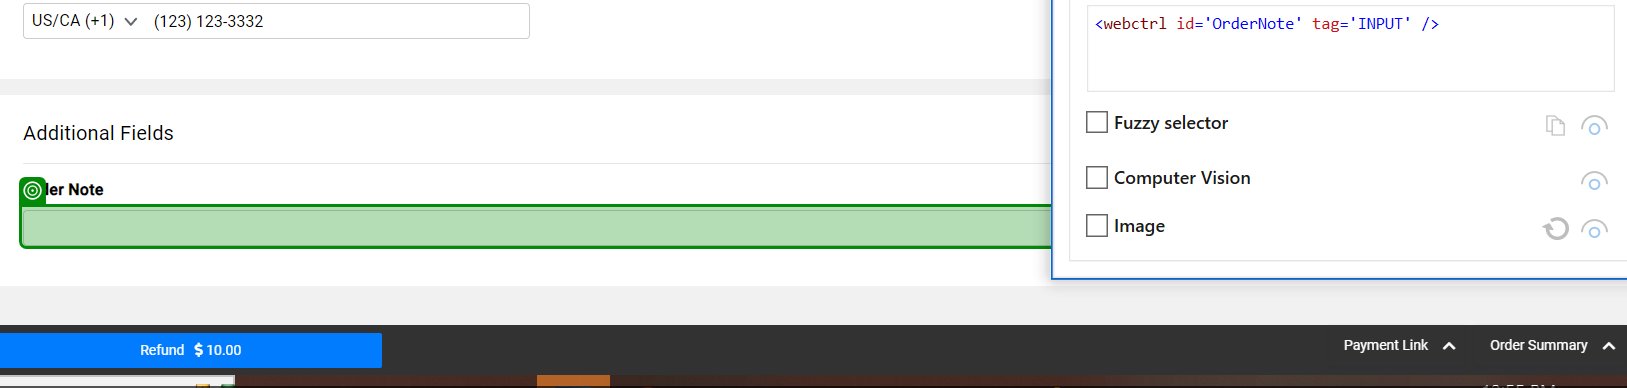 US/CA (+1) (123) 123-3332
<webctrl id='OrderNote' tag='INPUT' />
Fuzzy selector
Computer Vision
Image
Additional Fields
Note
Refund $ 10.00
Payment Link
Order Summary